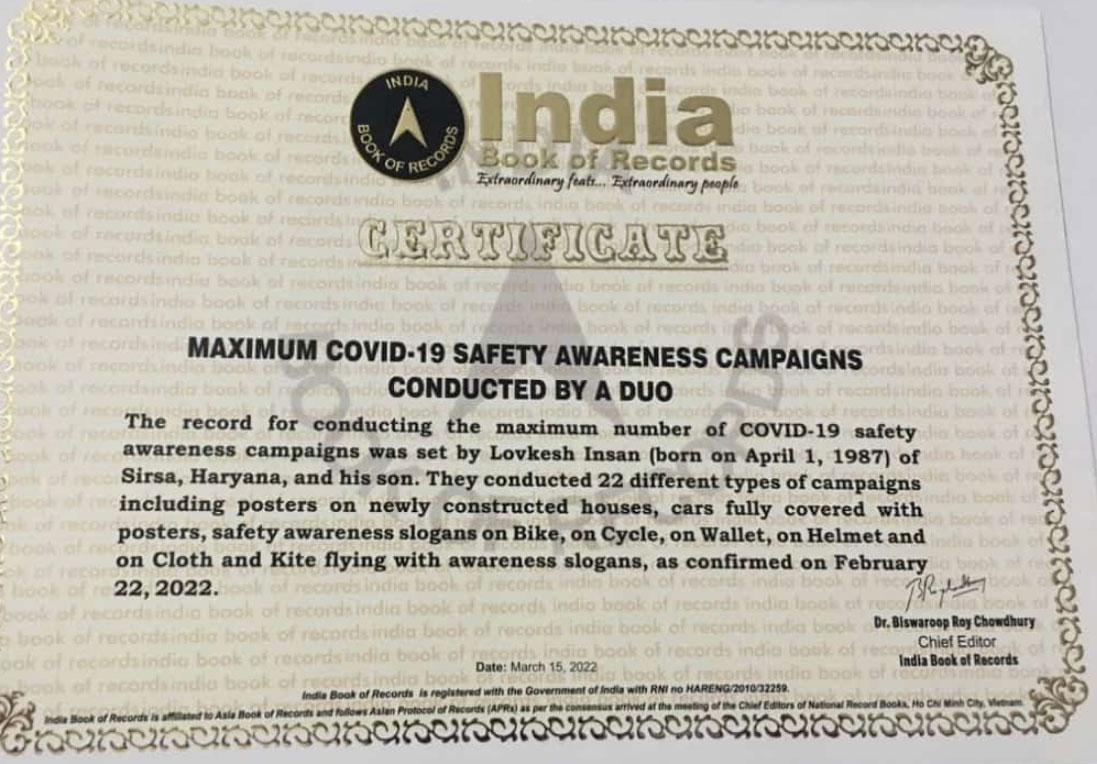 INDIA
BOOK OF RECORDS
India
Book of Records
Extraordinary feats... Extraordinary people
CERTIFICATE
MAXIMUM COVID-19 SAFETY AWARENESS CAMPAIGNS
CONDUCTED BY A DUO
The record for conducting the maximum number of COVID-19 safety
awareness campaigns was set by Lovkesh Insan (born on April 1, 1987) of
Sirsa, Haryana, and his son. They conducted 22 different types of campaigns
including posters on newly constructed houses, cars fully covered with
posters, safety awareness slogans on Bike, on Cycle, on Wallet, on Helmet and
on Cloth and Kite flying with awareness slogans, as confirmed on February
22, 2022.
Dr. Biswaroop Roy Chowdhury
Chief Editor
India Book of Records
Date: March 15, 2022
India Book of Records is registered with the Government of India with RNI no HARENG/2010/32259.
India Book of Records is affiliated to Asia Book of Records and follows Asian Protocol of Records (APRs) as per the consensus arrived at the meeting of the Chief Editors of National Record Books, Ho Chi Minh City, Vietnam.